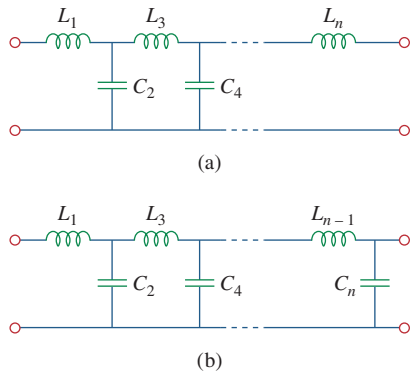 L₁ L₃ Lₙ
C₂ C₄
(a)
L₁ L₃ Lₙ₋₁
C₂ C₄ Cₙ
(b)